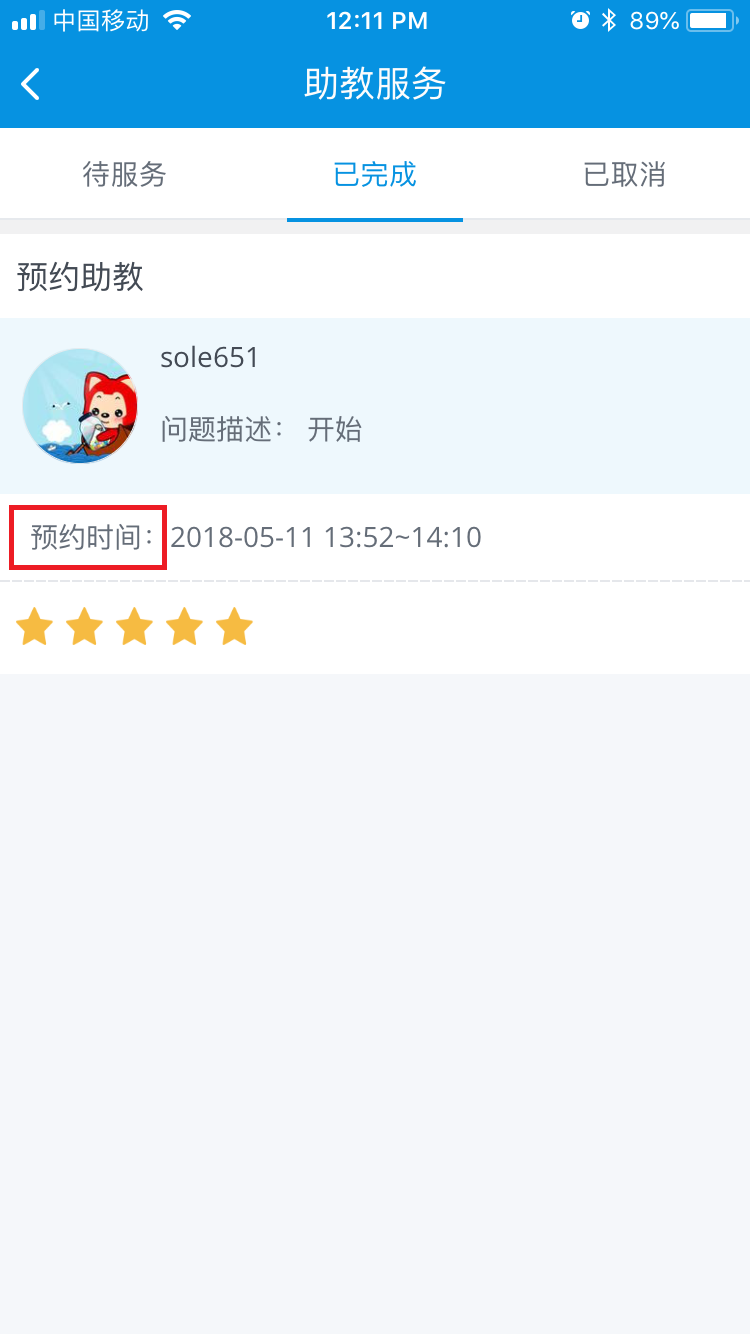 中国移动 12:11 PM 89%
助教服务
待服务 已完成 已取消
预约助教
sole651
问题描述： 开始
预约时间：2018-05-11 13:52~14:10